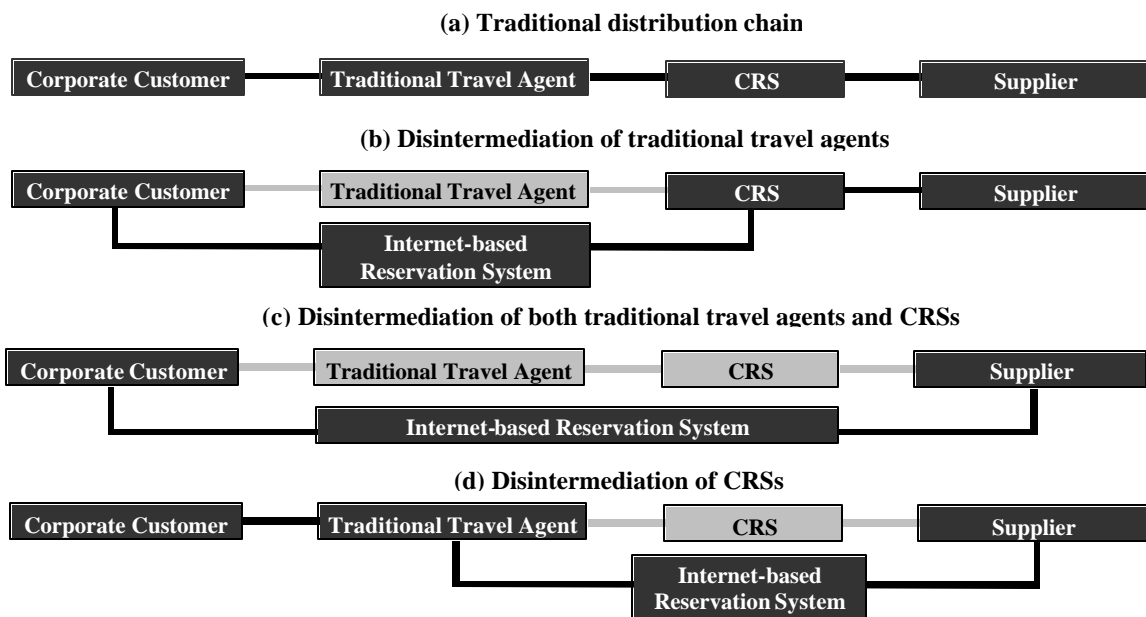 (a) Traditional distribution chain
Corporate Customer Traditional Travel Agent CRS Supplier
(b) Disintermediation of traditional travel agents
Corporate Customer Traditional Travel Agent CRS Supplier
Internet-based
Reservation System
(c) Disintermediation of both traditional travel agents and CRSs
Corporate Customer Traditional Travel Agent CRS Supplier
Internet-based Reservation System
(d) Disintermediation of CRSs
Corporate Customer Traditional Travel Agent CRS Supplier
Internet-based
Reservation System